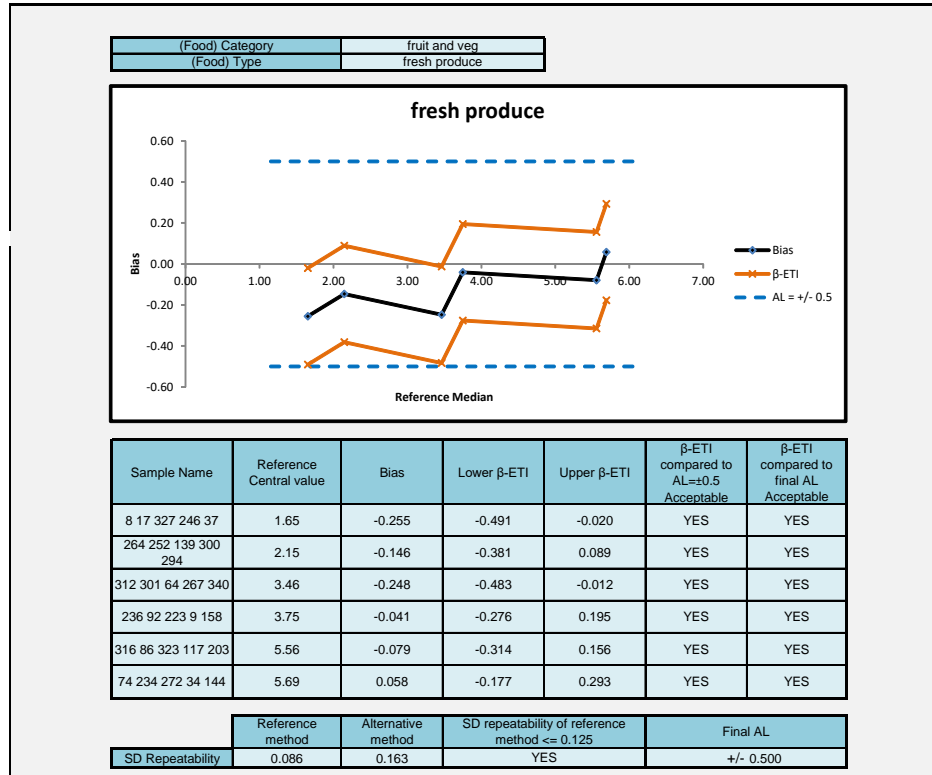 (Food) Category fruit and veg
(Food) Type fresh produce
fresh produce
0.60
0.40
0.20
0.00
-0.20
-0.40
-0.60
0.00 1.00 2.00 3.00 4.00 5.00 6.00 7.00
Bias
Reference Median
Bias
β-ETI
AL = +/- 0.5
Sample Name Reference Central value Bias Lower β-ETI Upper β-ETI β-ETI compared to AL=±0.5 Acceptable β-ETI compared to final AL Acceptable
8 17 327 246 37 1.65 -0.255 -0.491 -0.020 YES YES
264 252 139 300 294 2.15 -0.146 -0.381 0.089 YES YES
312 301 64 267 340 3.46 -0.248 -0.483 -0.012 YES YES
236 92 223 9 158 3.75 -0.041 -0.276 0.195 YES YES
316 86 323 117 203 5.56 -0.079 -0.314 0.156 YES YES
74 234 272 34 144 5.69 0.058 -0.177 0.293 YES YES
Reference method Alternative method SD repeatability of reference method <= 0.125 Final AL
SD Repeatability 0.086 0.163 YES +/- 0.500